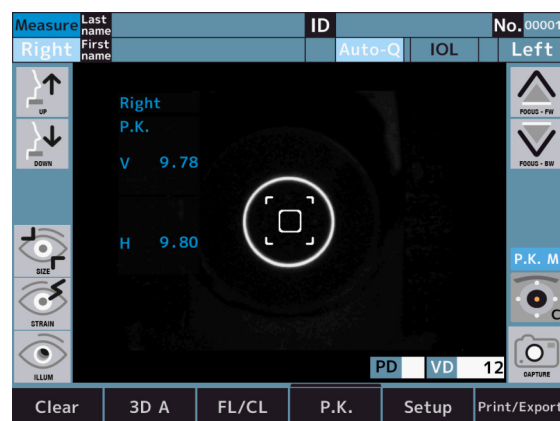 Measure Last name ID No. 00001
Right First name Auto-Q IOL Left
UP
FOCUS - FW
Right
P.K.
DOWN
FOCUS - BW
V 9.78
H 9.80
SIZE
P.K. M
STRAIN
C
ILLUM
PD VD 12
CAPTURE
Clear 3D A FL/CL P.K. Setup Print/Export